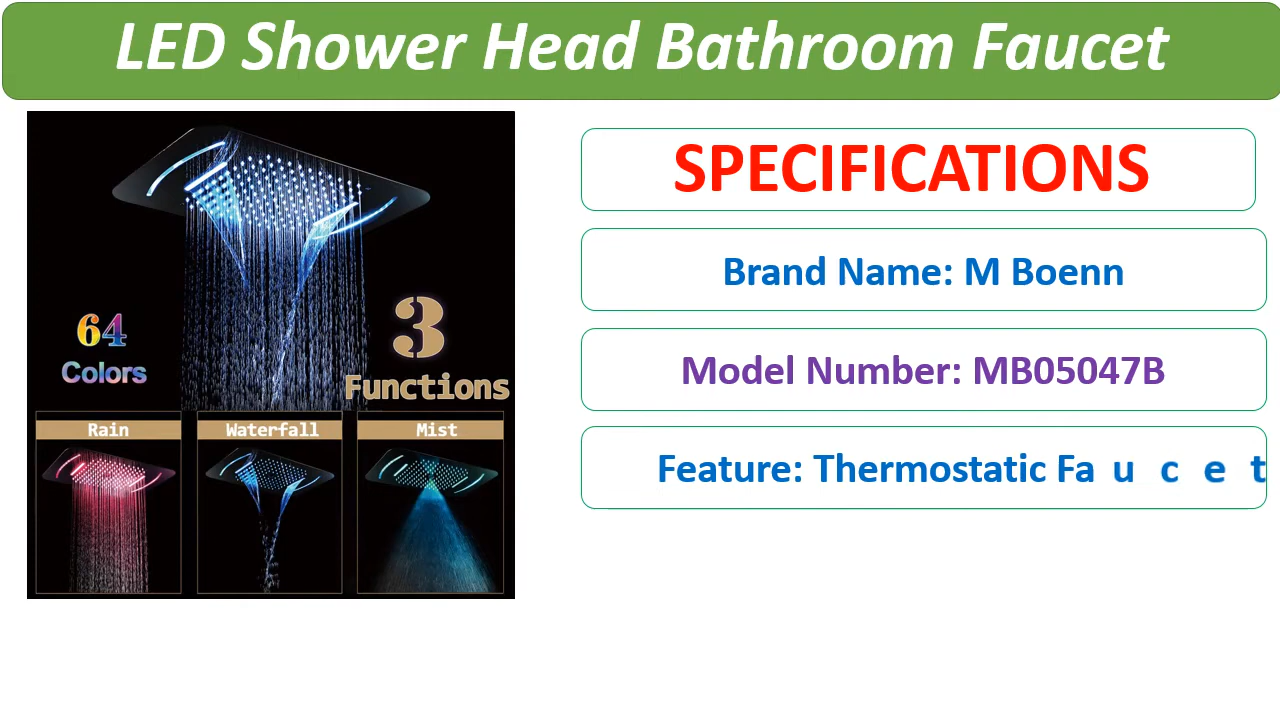 LED Shower Head Bathroom Faucet
SPECIFICATIONS
Brand Name: M Boenn
Model Number: MB05047B
Feature: Thermostatic Faucet
64
Colors
3
Functions
Rain
Waterfall
Mist